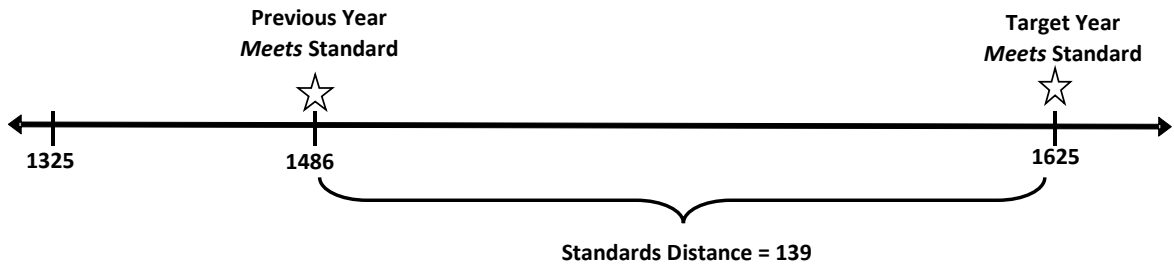 Previous Year
Meets Standard
Target Year
Meets Standard
1325
1486
1625
Standards Distance = 139